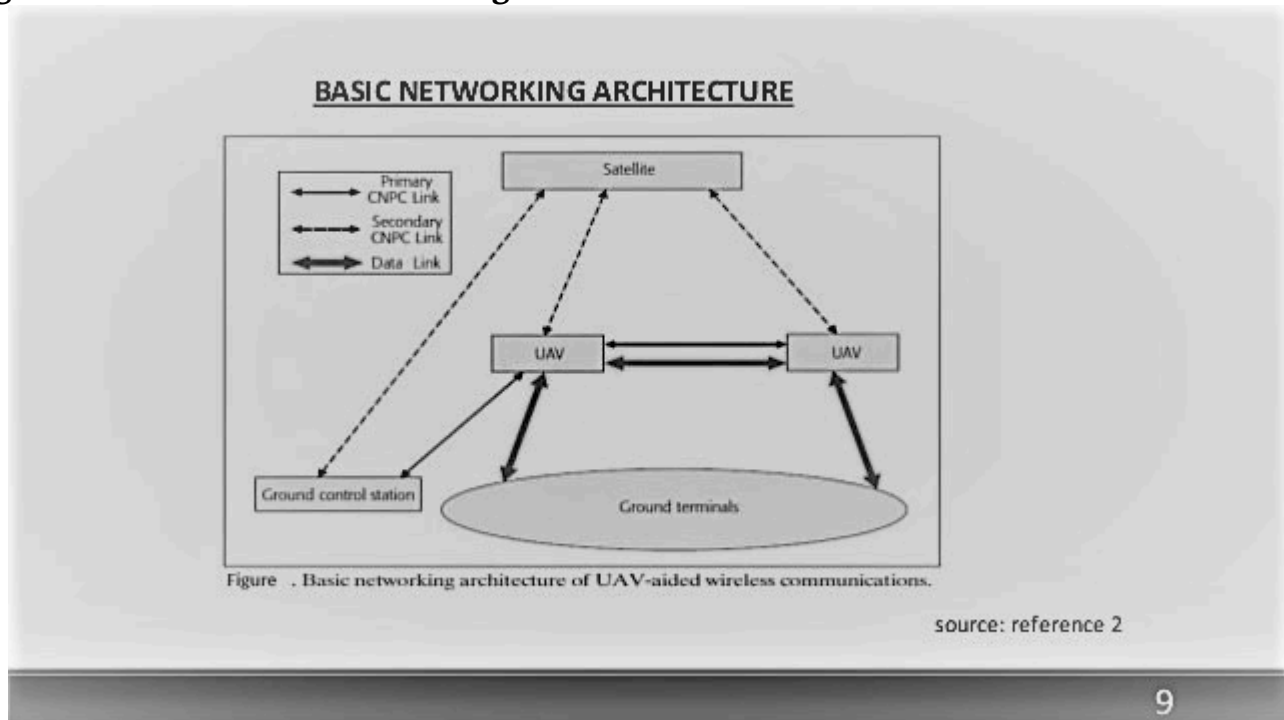 BASIC NETWORKING ARCHITECTURE
Satellite
Primary
CNPC Link
Secondary
CNPC Link
Data Link
UAV
UAV
Ground control station
Ground terminals
Figure . Basic networking architecture of UAV-aided wireless communications.
source: reference 2
9